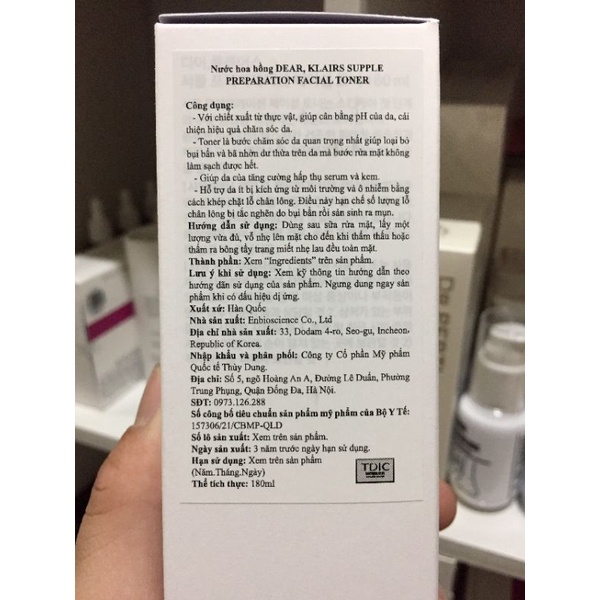 Nước hoa hồng DEAR, KLAIRS SUPPLE
PREPARATION FACIAL TONER
Công dụng:
- Với chiết xuất từ thực vật, giúp cân bằng pH của da, cải
thiện hiệu quả chăm sóc da.
- Toner là bước chăm sóc da quan trọng nhất giúp loại bỏ
bụi bẩn và bã nhờn dư thừa trên da mà bước rửa mặt không
làm sạch được hết.
- Giúp da của tăng cường hấp thụ serum và kem.
- Hỗ trợ da ít bị kích ứng từ môi trường và ô nhiễm bằng
cách khép chặt lỗ chân lông. Điều này hạn chế số lượng lỗ
chân lông bị tắc nghẽn do bụi bẩn rồi sản sinh ra mụn.
Hướng dẫn sử dụng: Dùng sau sữa rửa mặt, lấy một
lượng vừa đủ, vỗ nhẹ lên mặt cho đến khi thẩm thấu hoặc
thấm ra bông tẩy trang miết nhẹ lau đều toàn mặt.
Thành phần: Xem "Ingredients" trên sản phẩm.
Lưu ý khi sử dụng: Xem kỹ thông tin hướng dẫn theo
hướng dãn sử dụng của sản phẩm. Ngưng dung ngay sản
phẩm khi có dấu hiệu dị ứng.
Xuất xứ: Hàn Quốc
Nhà sản xuất: Enbioscience Co., Ltd
Địa chỉ nhà sản xuất: 33, Dodam 4-ro, Seo-gu, Incheon,
Republic of Korea.
Nhập khẩu và phân phối: Công ty Cổ phần Mỹ phẩm
Quốc tế Thùy Dung.
Địa chỉ: Số 5, ngõ Hoàng An A, Đường Lê Duẩn, Phường
Trung Phụng, Quận Đống Đa, Hà Nội.
SĐT: 0973.126.288
Số công bố tiêu chuẩn sản phẩm mỹ phẩm của Bộ Y Tế:
157306/21/CBMP-QLD
Số lô sản xuất: Xem trên sản phẩm.
Ngày sản xuất: 3 năm trước ngày hạn sử dụng.
Hạn sử dụng: Xem trên sản phẩm
(Năm.Tháng.Ngày)
TDIC
Thể tích thực: 180ml